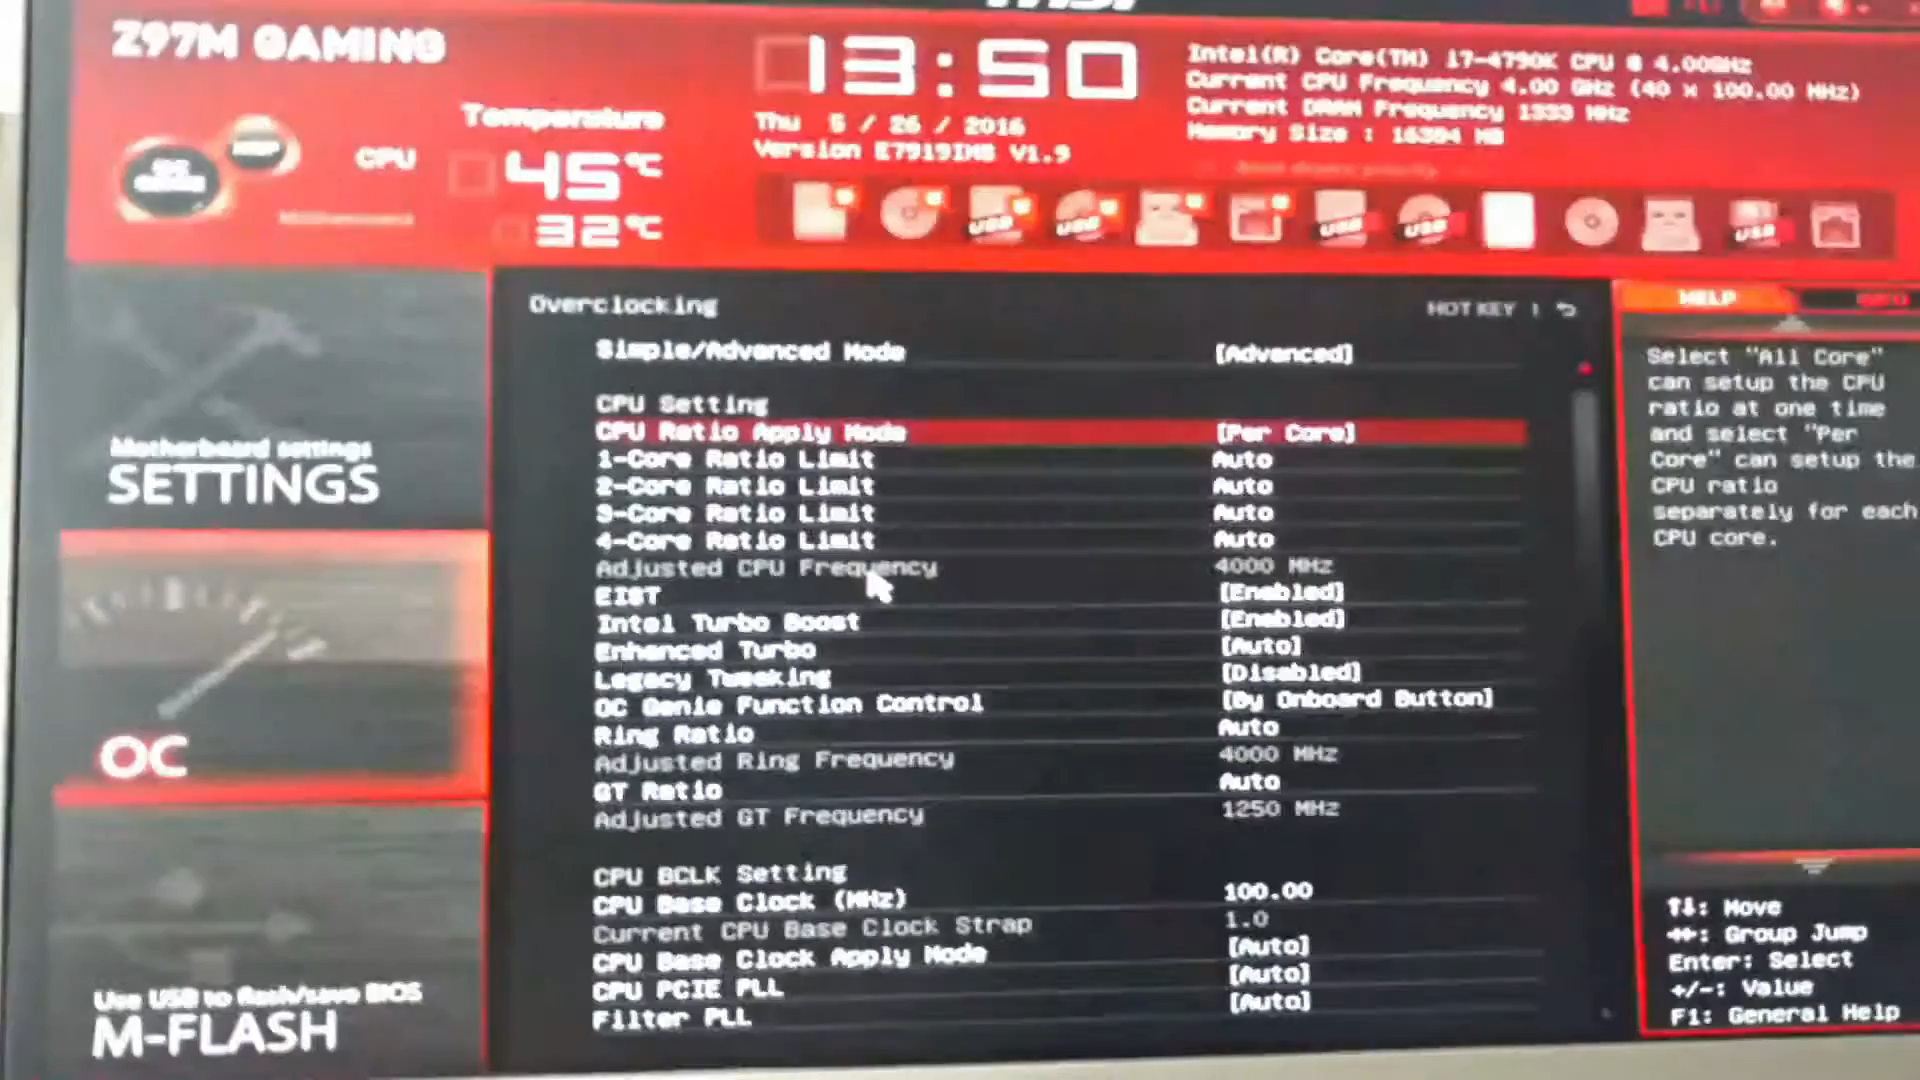 msi
Z97M GAMING
13:50
Thu 5 / 26 / 2016
Version E7919IMS V1.9
Intel(R) Core(TM) i7-4790K CPU @ 4.00GHz
Current CPU Frequency 4.00 GHz (40 x 100.00 MHz)
Current DRAM Frequency 1333 MHz
Memory Size : 16384 MB
Boot device priority
Temperature
CPU
45°C
Motherboard
32°C
USB
USB
USB
USB
USB
Motherboard settings
SETTINGS
OC
Use USB to flash/save BIOS
M-FLASH
Overclocking
HOT KEY
Simple/Advanced Mode [Advanced]
CPU Setting
CPU Ratio Apply Mode [Per Core]
1-Core Ratio Limit Auto
2-Core Ratio Limit Auto
3-Core Ratio Limit Auto
4-Core Ratio Limit Auto
Adjusted CPU Frequency 4000 MHz
EIST [Enabled]
Intel Turbo Boost [Enabled]
Enhanced Turbo [Auto]
Legacy Tweaking [Disabled]
OC Genie Function Control [By Onboard Button]
Ring Ratio Auto
Adjusted Ring Frequency 4000 MHz
GT Ratio Auto
Adjusted GT Frequency 1250 MHz
CPU BCLK Setting
CPU Base Clock (MHz) 100.00
Current CPU Base Clock Strap 1.0
CPU Base Clock Apply Mode [Auto]
CPU PCIE PLL [Auto]
Filter PLL [Auto]
HELP
INFO
Select "All Core"
can setup the CPU
ratio at one time
and select "Per
Core" can setup the
CPU ratio
separately for each
CPU core.
↑↓: Move
→←: Group Jump
Enter: Select
+/-: Value
F1: General Help